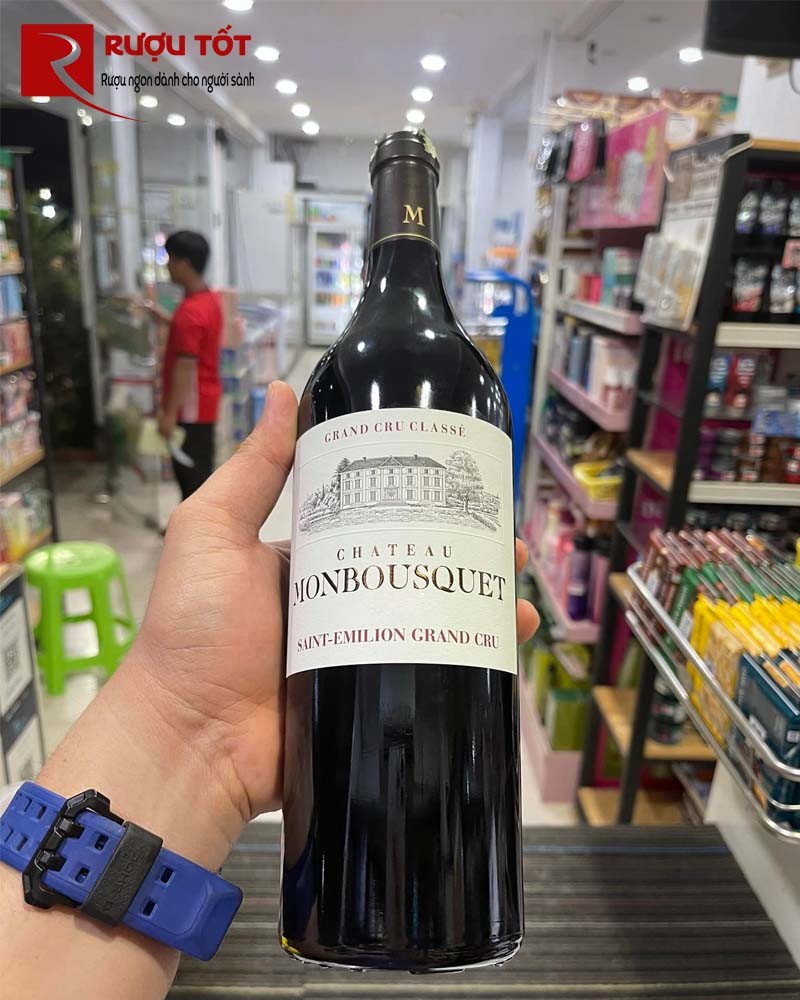 RƯỢU TỐT
Rượu ngon dành cho người sành
M
GRAND CRU CLASSÉ
CHATEAU
MONBOUSQUET
SAINT-EMILION GRAND CRU